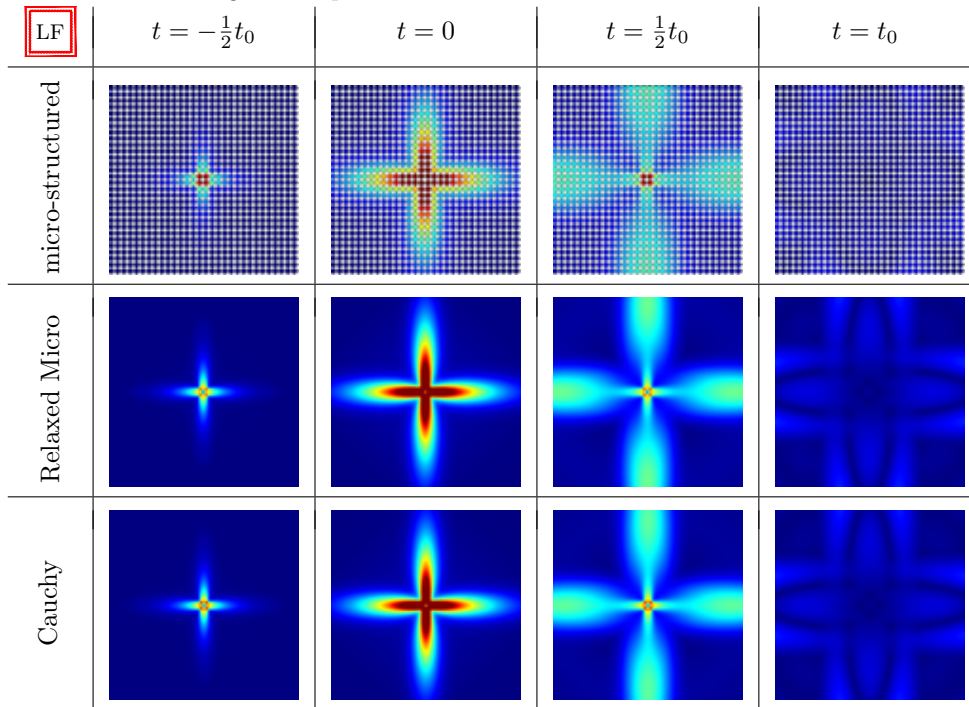 LF
t = −½t₀
t = 0
t = ½t₀
t = t₀
micro-structured
Relaxed Micro
Cauchy